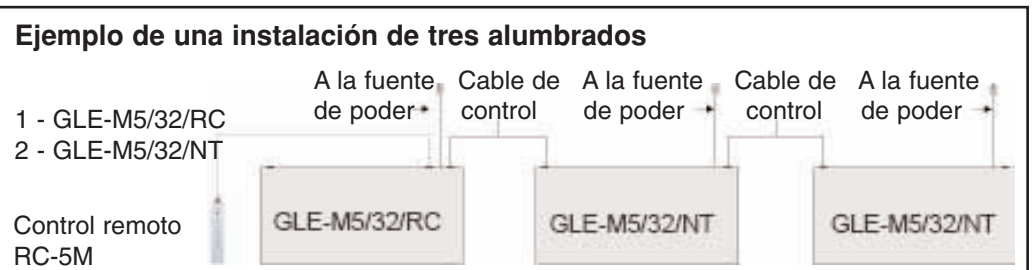 Ejemplo de una instalación de tres alumbrados
A la fuente de poder
Cable de control
A la fuente de poder
Cable de control
A la fuente de poder
1 - GLE-M5/32/RC
2 - GLE-M5/32/NT
Control remoto
RC-5M
GLE-M5/32/RC
GLE-M5/32/NT
GLE-M5/32/NT